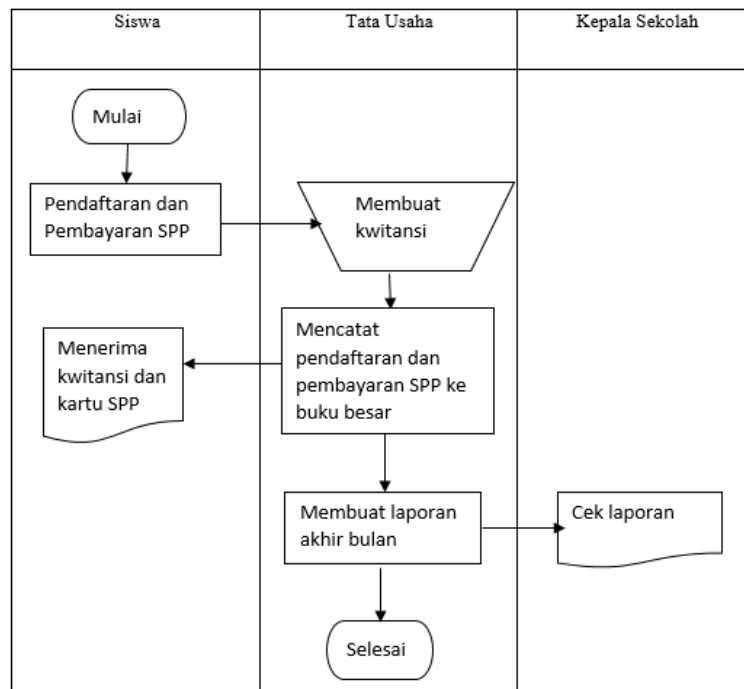 Siswa
Tata Usaha
Kepala Sekolah
Mulai
Pendaftaran dan
Pembayaran SPP
Membuat
kwitansi
Mencatat
pendaftaran dan
pembayaran SPP ke
buku besar
Menerima
kwitansi dan
kartu SPP
Membuat laporan
akhir bulan
Cek laporan
Selesai